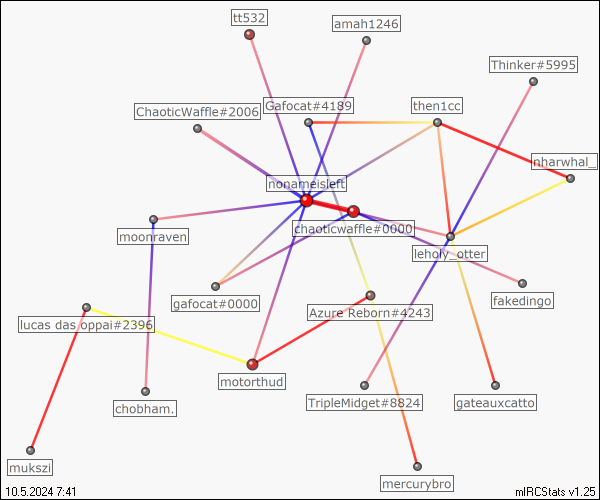 tt532
amah1246
Thinker#5995
ChaoticWaffle#2006
Gafocat#4189
then1cc
nharwhal_
nonameisleft
chaoticwaffle#0000
moonraven
leholy_otter
gafocat#0000
fakedingo
Azure Reborn#4243
lucas das oppai#2396
motorthud
chobham.
TripleMidget#8824
gateauxcatto
mukszi
mercurybro
10.5.2024 7:41
mIRCStats v1.25